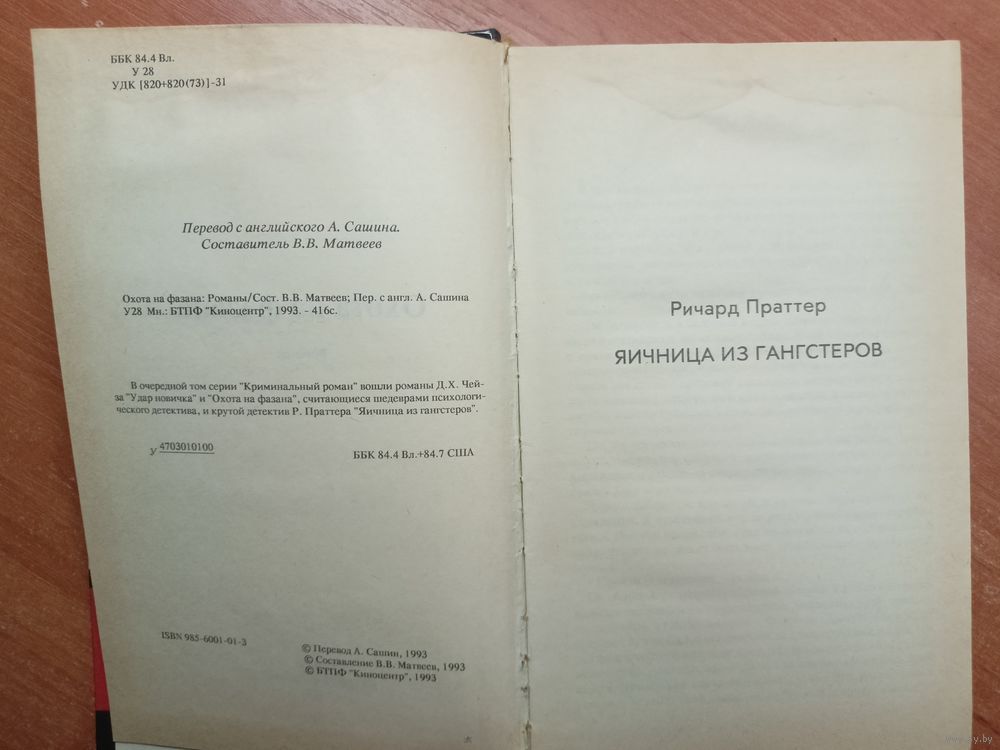 ББК 84.4 Вл.
У 28
УДК [820+820(73)]-31
Перевод с английского А. Сашина.
Составитель В.В. Матвеев
Охота на фазана: Романы/Сост. В.В. Матвеев; Пер. с англ. А. Сашина
У28 Мн.: БТПФ "Киноцентр", 1993. - 416с.
В очередной том серии "Криминальный роман" вошли романы Д.Х. Чей-
за "Удар новичка" и "Охота на фазана", считающиеся шедеврами психологи-
ческого детектива, и крутой детектив Р. Праттера "Яичница из гангстеров".
У 4703010100
ББК 84.4 Вл.+84.7 США
ISBN 985-6001-01-3
© Перевод А. Сашин, 1993
© Составление В.В. Матвеев, 1993
© БТПФ "Киноцентр", 1993
Ричард Праттер
ЯИЧНИЦА ИЗ ГАНГСТЕРОВ